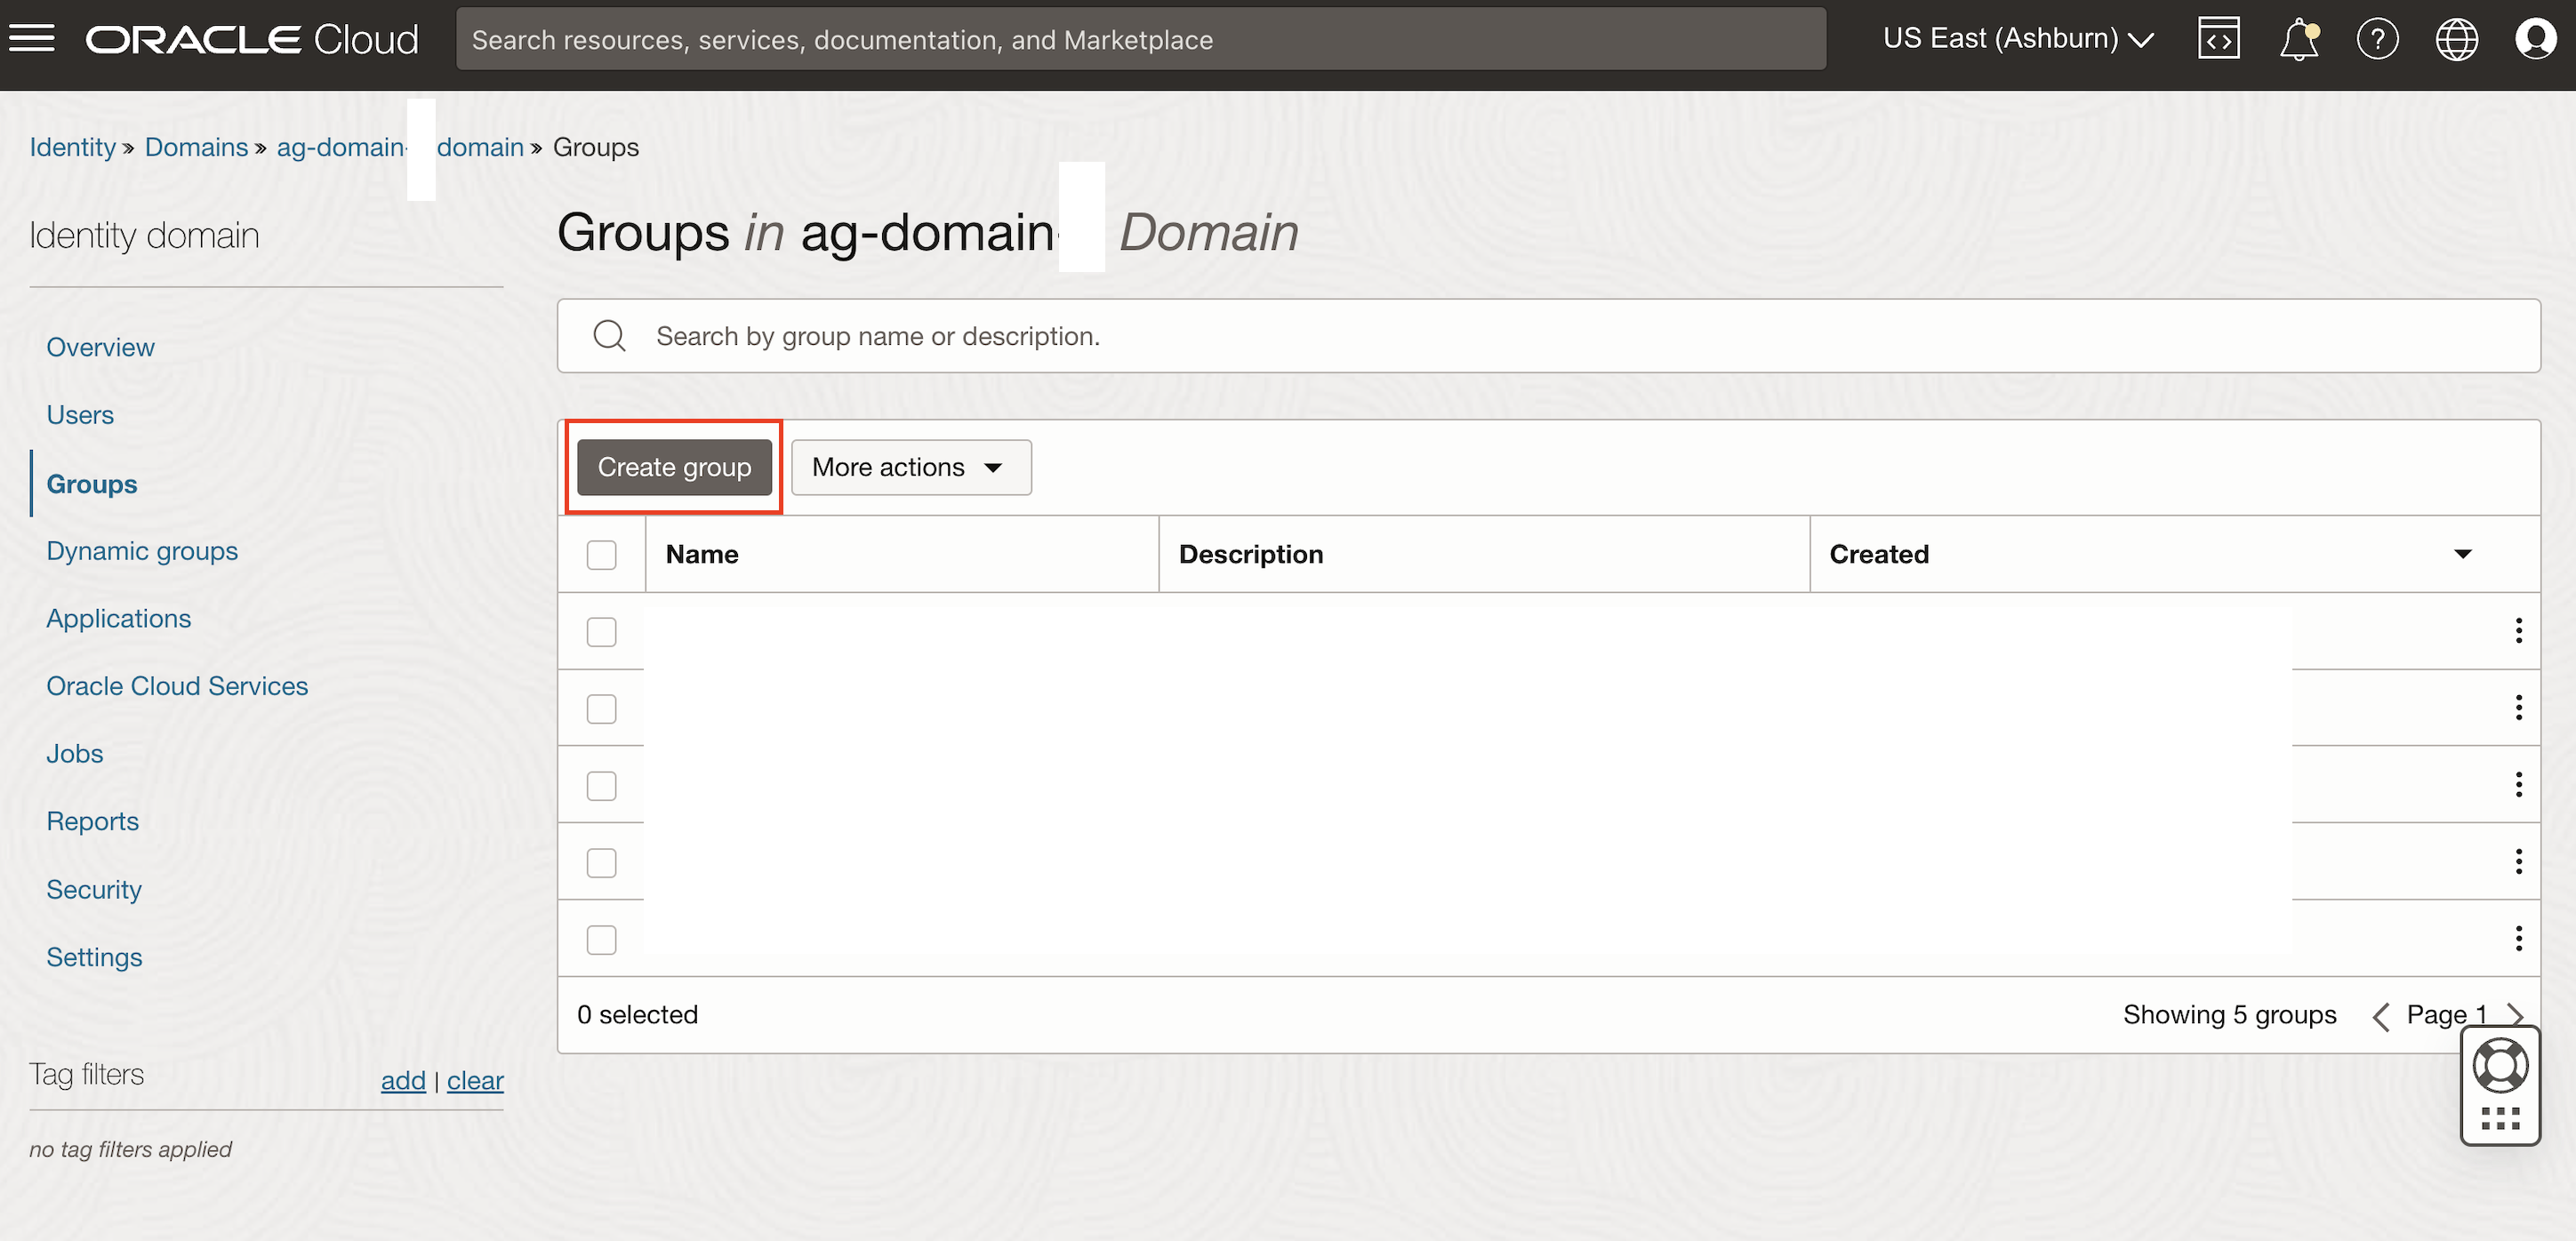 ORACLE Cloud
Search resources, services, documentation, and Marketplace
US East (Ashburn)
Identity » Domains » ag-domain- domain » Groups
Identity domain
Overview
Users
Groups
Dynamic groups
Applications
Oracle Cloud Services
Jobs
Reports
Security
Settings
Tag filters
add | clear
no tag filters applied
Groups in ag-domain- Domain
Search by group name or description.
Create group
More actions
Name Description Created
0 selected
Showing 5 groups
Page 1